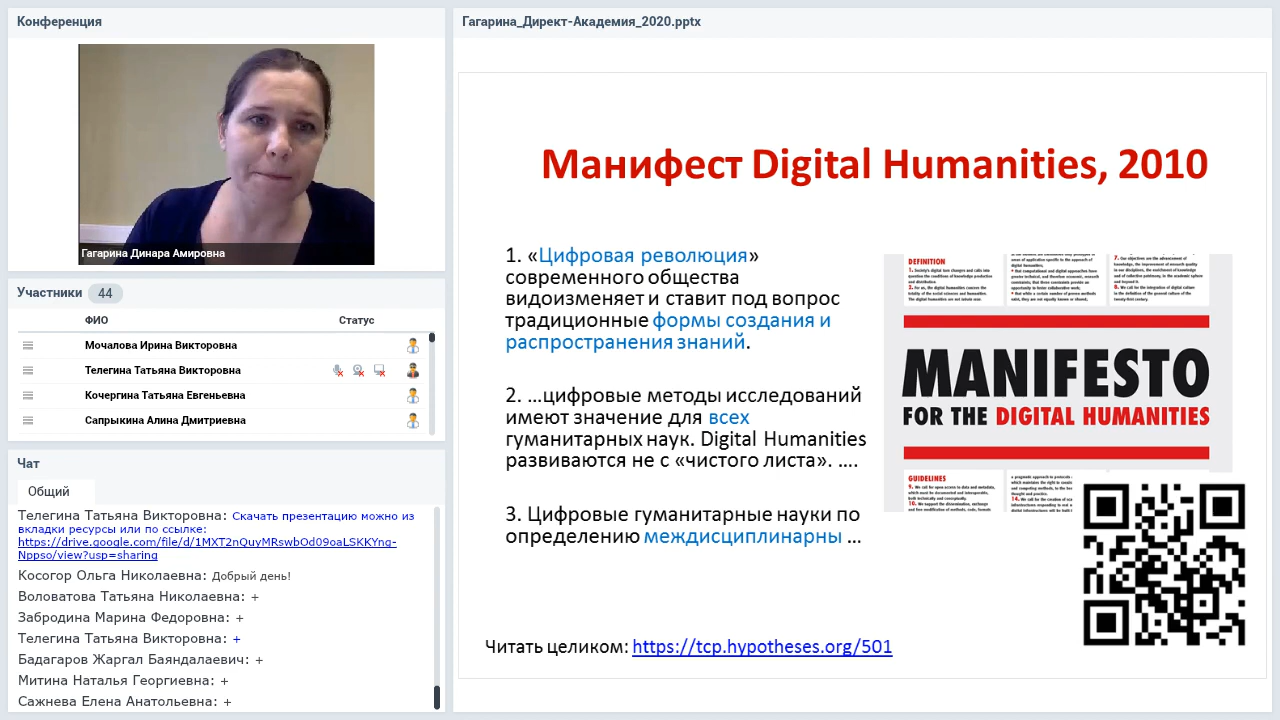 Конференция
Гагарина Динара Амировна
Участники 44
ФИО Статус
Мочалова Ирина Викторовна
Телегина Татьяна Викторовна
Кочергина Татьяна Евгеньевна
Сапрыкина Алина Дмитриевна
Чат
Общий
Телегина Татьяна Викторовна: Скачать презентацию можно из
вкладки ресурсы или по ссылке:
https://drive.google.com/file/d/1MXT2nQuyMRswbOd09oaLSKKYng-
Nppso/view?usp=sharing
Косогор Ольга Николаевна: Добрый день!
Воловатова Татьяна Николаевна: +
Забродина Марина Федоровна: +
Телегина Татьяна Викторовна: +
Бадагаров Жаргал Баяндалаевич: +
Митина Наталья Георгиевна: +
Сажнева Елена Анатольевна: +
Гагарина_Директ-Академия_2020.pptx
Манифест Digital Humanities, 2010
1. «Цифровая революция»
современного общества
видоизменяет и ставит под вопрос
традиционные формы создания и
распространения знаний.
2. ...цифровые методы исследований
имеют значение для всех
гуманитарных наук. Digital Humanities
развиваются не с «чистого листа». ....
3. Цифровые гуманитарные науки по
определению междисциплинарны ...
Читать целиком: https://tcp.hypotheses.org/501
DEFINITION
MANIFESTO
FOR THE DIGITAL HUMANITIES
GUIDELINES